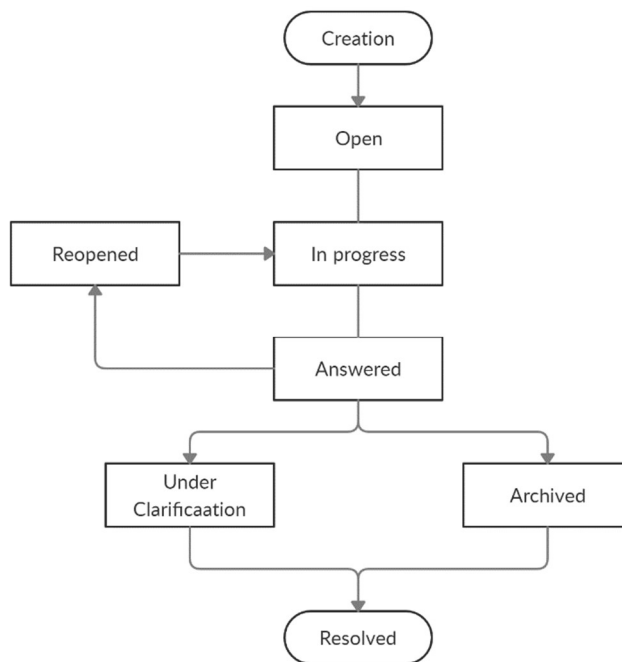 Creation
Open
Reopened
In progress
Answered
Under
Clarificaation
Archived
Resolved